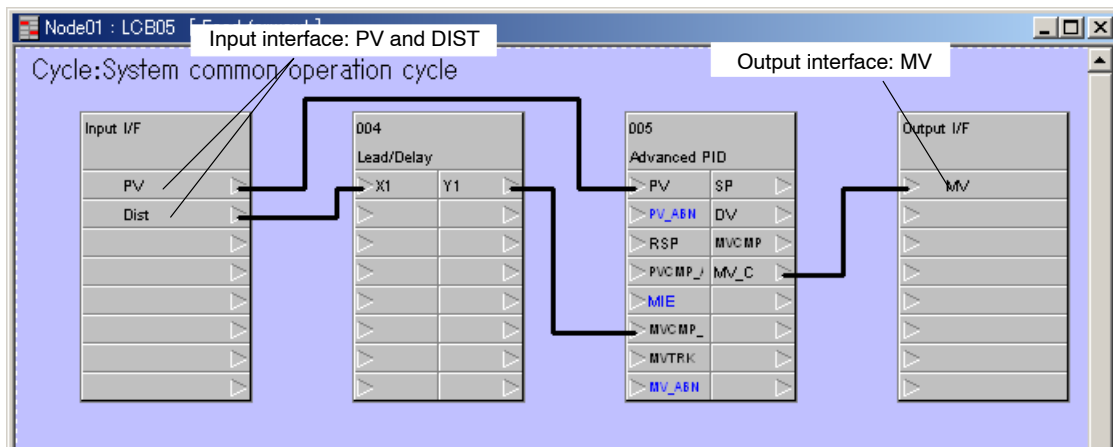 Node01 : LCB05
Input interface: PV and DIST
Output interface: MV
Cycle:System common operation cycle
Input I/F
PV
Dist
004
Lead/Delay
X1 Y1
005
Advanced PID
PV SP
PV_ABN DV
RSP MVCMP
PVCMP_/ MV_C
MIE
MVCMP_
MVTRK
MV_ABN
Output I/F
MV